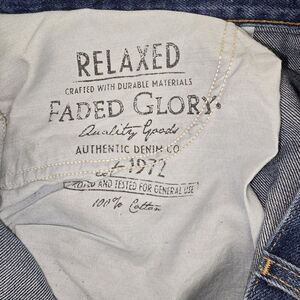 RELAXED
CRAFTED WITH DURABLE MATERIALS
FADED GLORY
Quality Goods
AUTHENTIC DENIM CO.
est 1972
AND TESTED FOR GENERAL USE
100% Cotton